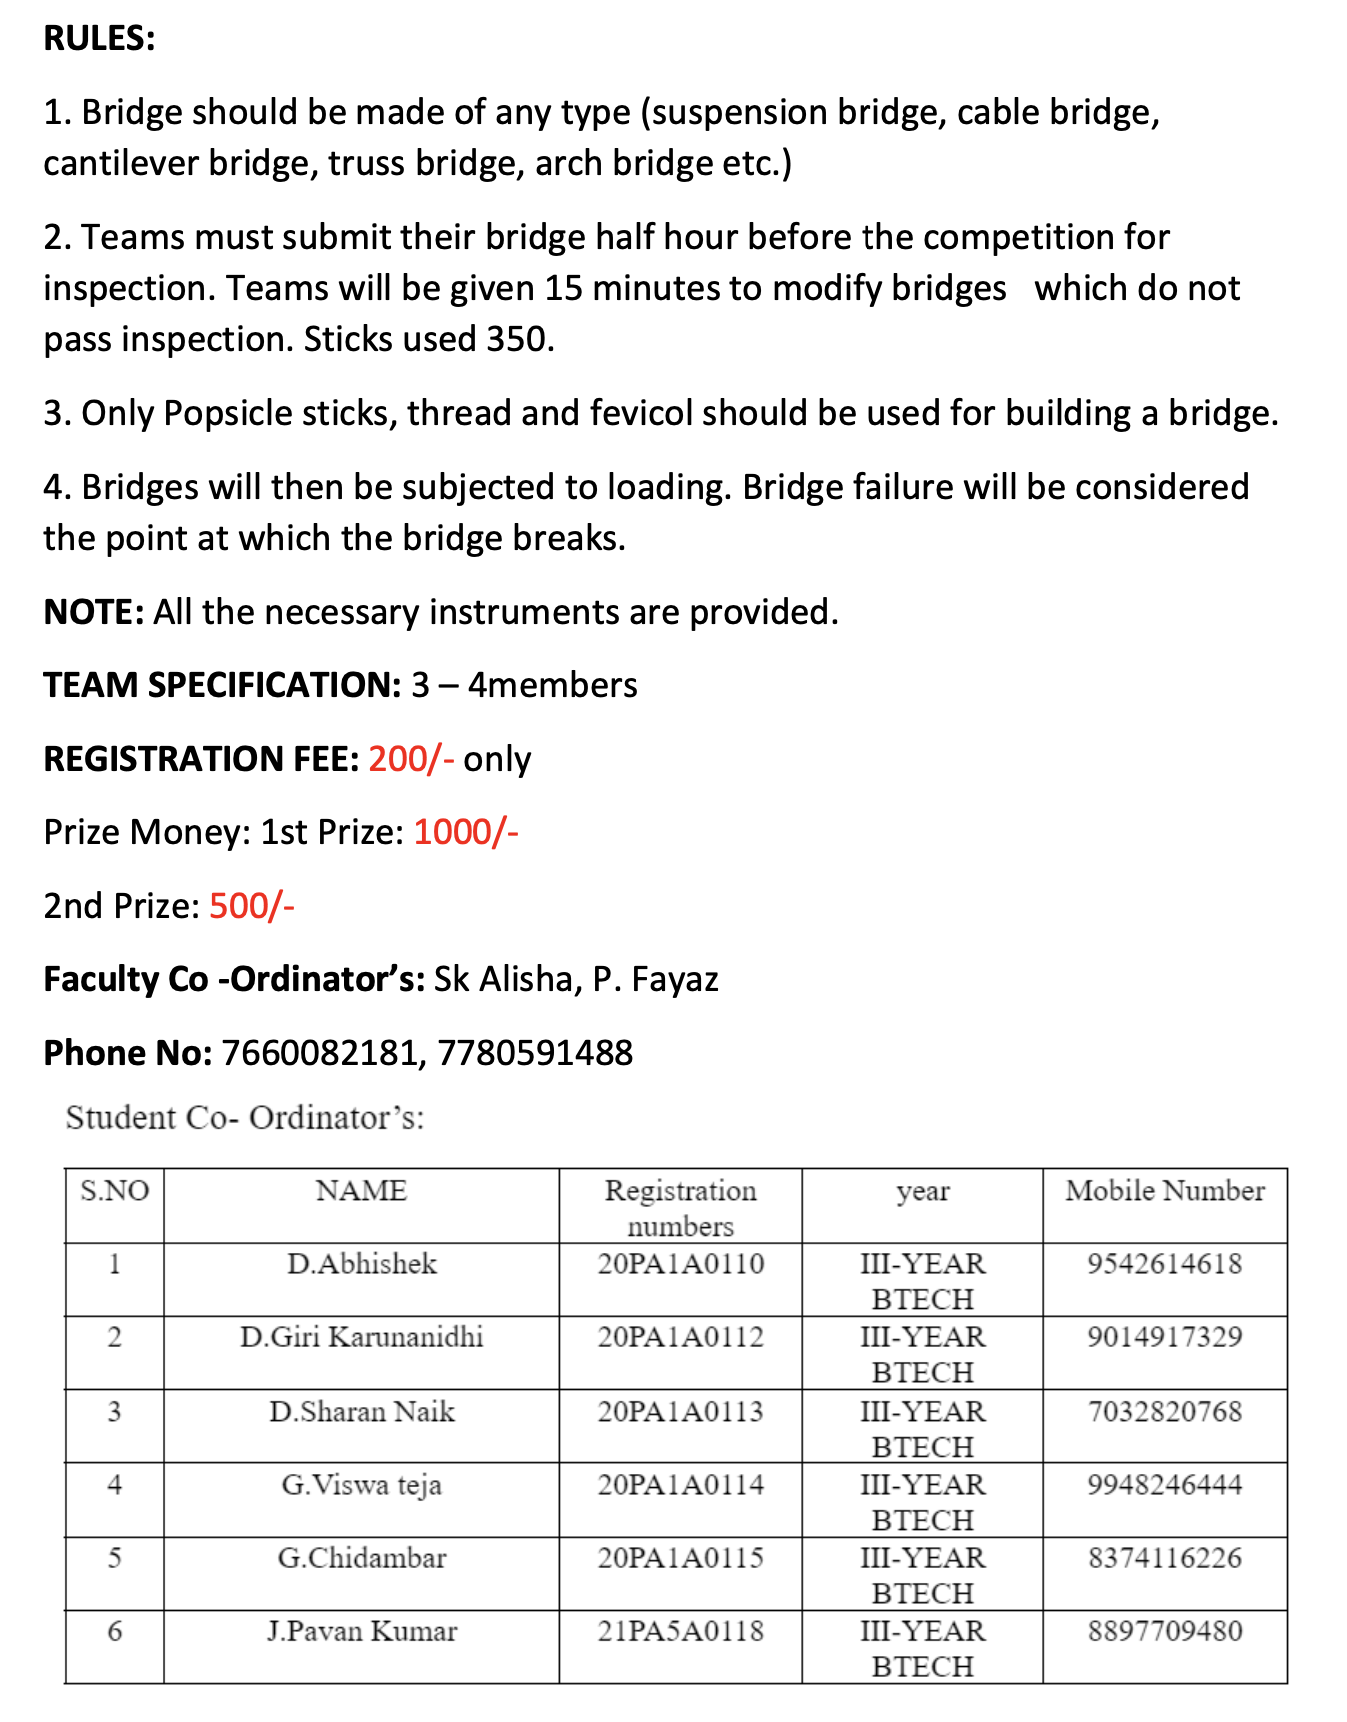 RULES:
1. Bridge should be made of any type (suspension bridge, cable bridge,
cantilever bridge, truss bridge, arch bridge etc.)
2. Teams must submit their bridge half hour before the competition for
inspection. Teams will be given 15 minutes to modify bridges   which do not
pass inspection. Sticks used 350.
3. Only Popsicle sticks, thread and fevicol should be used for building a bridge.
4. Bridges will then be subjected to loading. Bridge failure will be considered
the point at which the bridge breaks.
NOTE: All the necessary instruments are provided.
TEAM SPECIFICATION: 3 – 4members
REGISTRATION FEE: 200/- only
Prize Money: 1st Prize: 1000/-
2nd Prize: 500/-
Faculty Co -Ordinator’s: Sk Alisha, P. Fayaz
Phone No: 7660082181, 7780591488
Student Co- Ordinator’s:
S.NO NAME Registration numbers year Mobile Number
1 D.Abhishek 20PA1A0110 III-YEAR BTECH 9542614618
2 D.Giri Karunanidhi 20PA1A0112 III-YEAR BTECH 9014917329
3 D.Sharan Naik 20PA1A0113 III-YEAR BTECH 7032820768
4 G.Viswa teja 20PA1A0114 III-YEAR BTECH 9948246444
5 G.Chidambar 20PA1A0115 III-YEAR BTECH 8374116226
6 J.Pavan Kumar 21PA5A0118 III-YEAR BTECH 8897709480